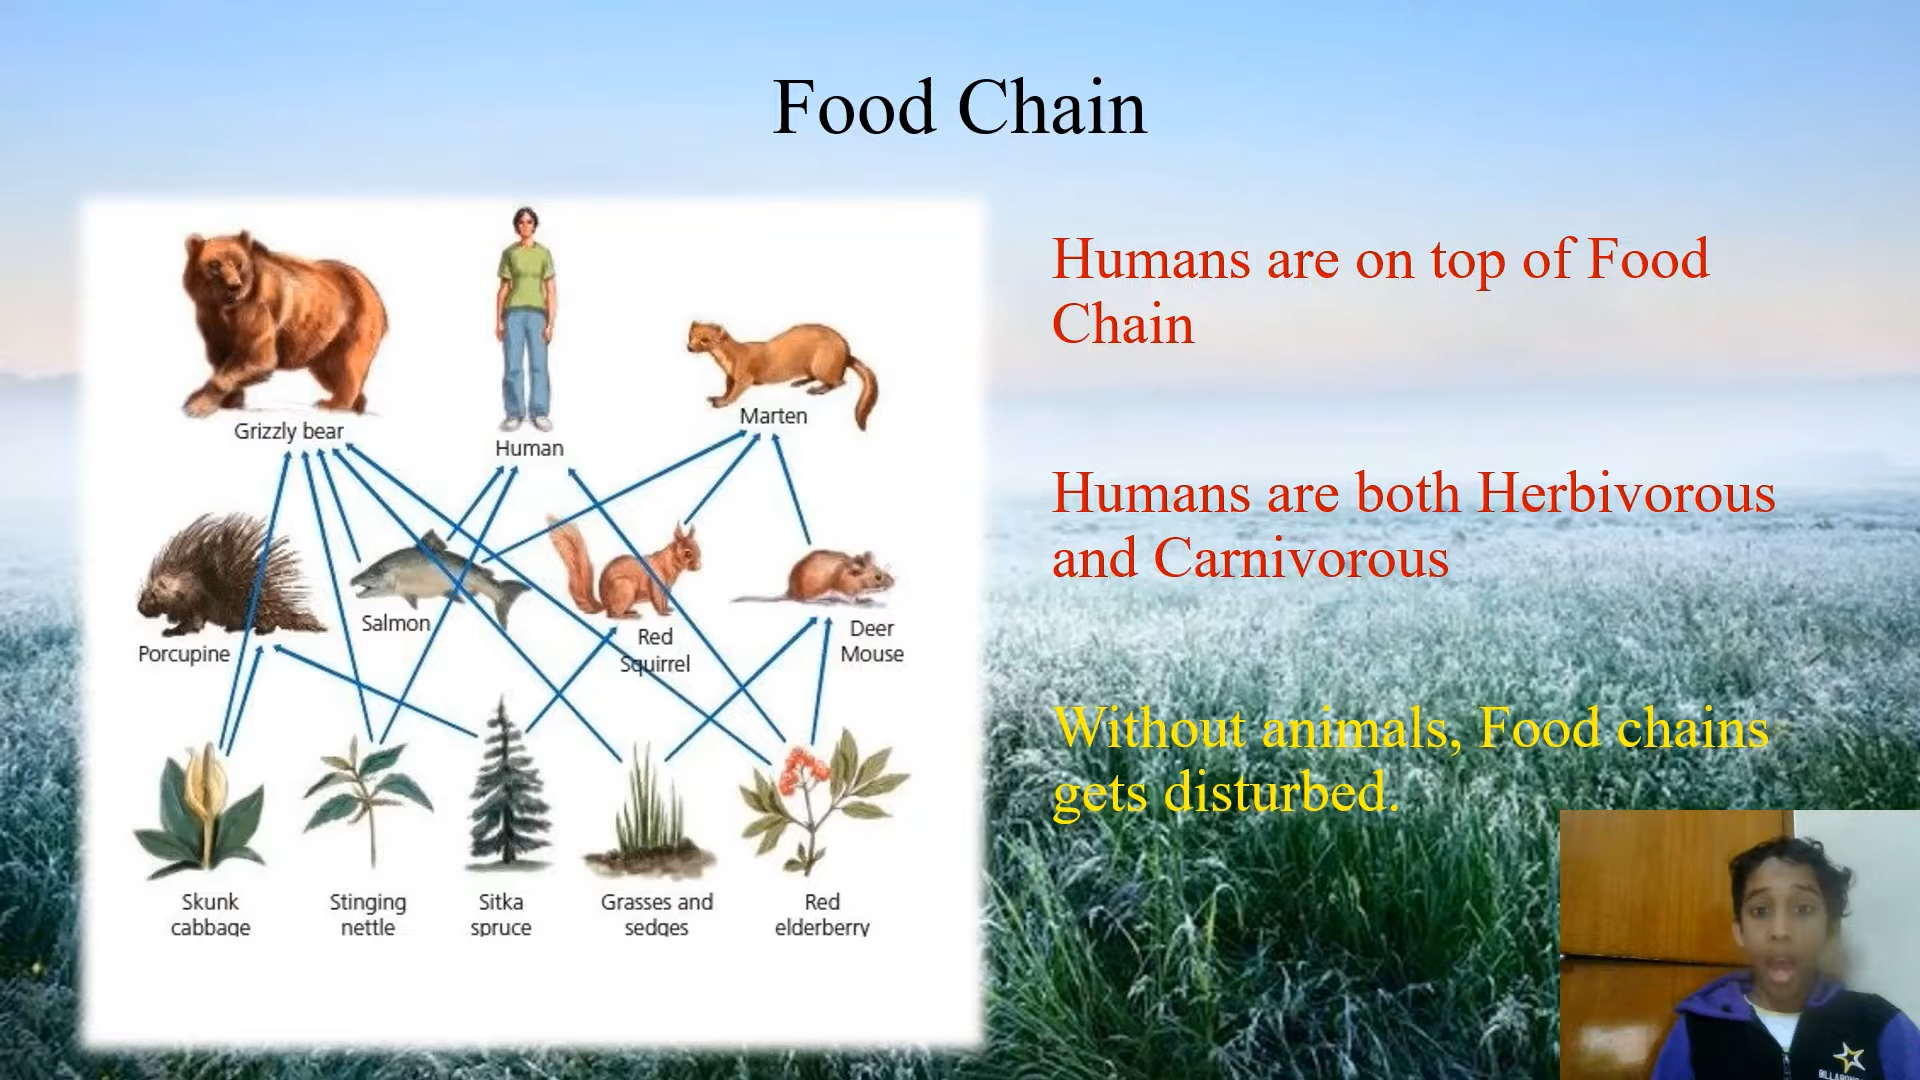 Food Chain
Humans are on top of Food
Chain
Humans are both Herbivorous
and Carnivorous
Without animals, Food chains
gets disturbed.
Grizzly bear
Human
Marten
Porcupine
Salmon
Red
Squirrel
Deer
Mouse
Skunk
cabbage
Stinging
nettle
Sitka
spruce
Grasses and
sedges
Red
elderberry